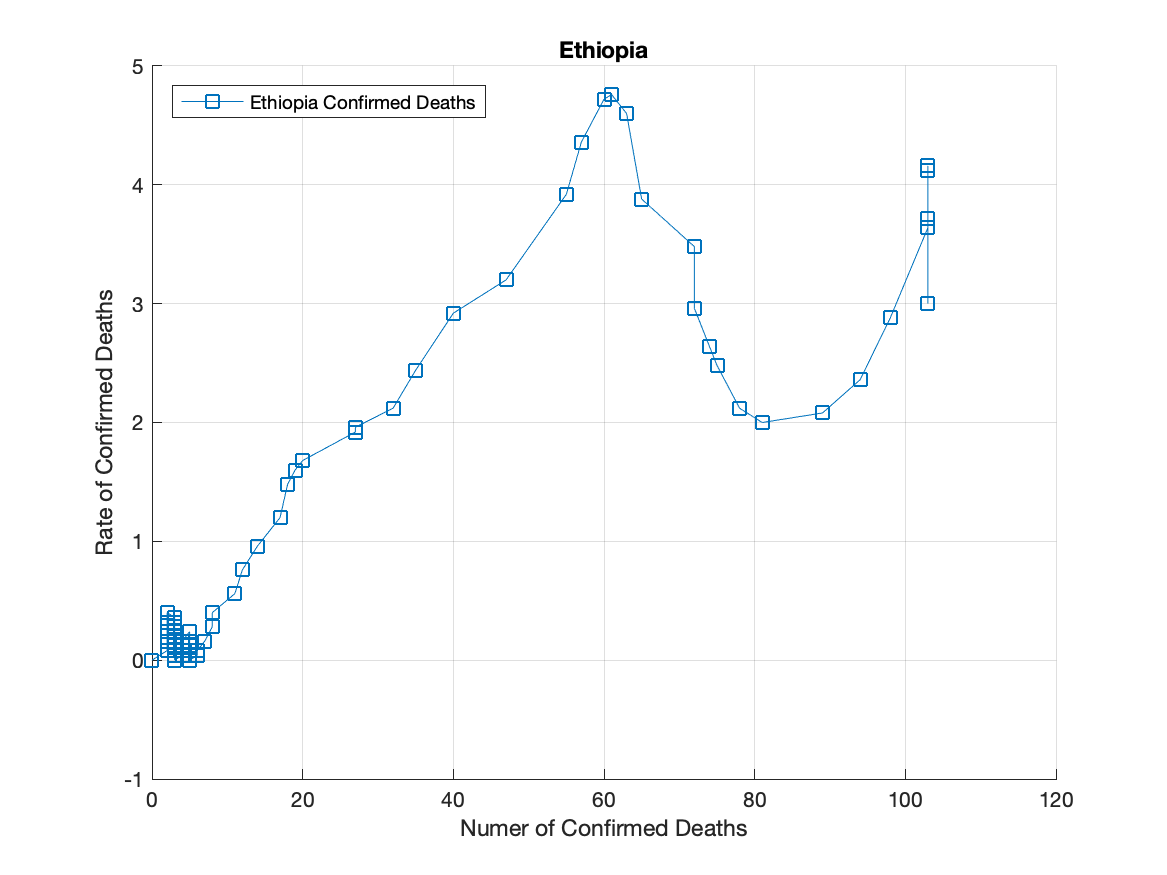 Ethiopia
Ethiopia Confirmed Deaths
5
4
3
2
1
0
-1
0 20 40 60 80 100 120
Rate of Confirmed Deaths
Numer of Confirmed Deaths